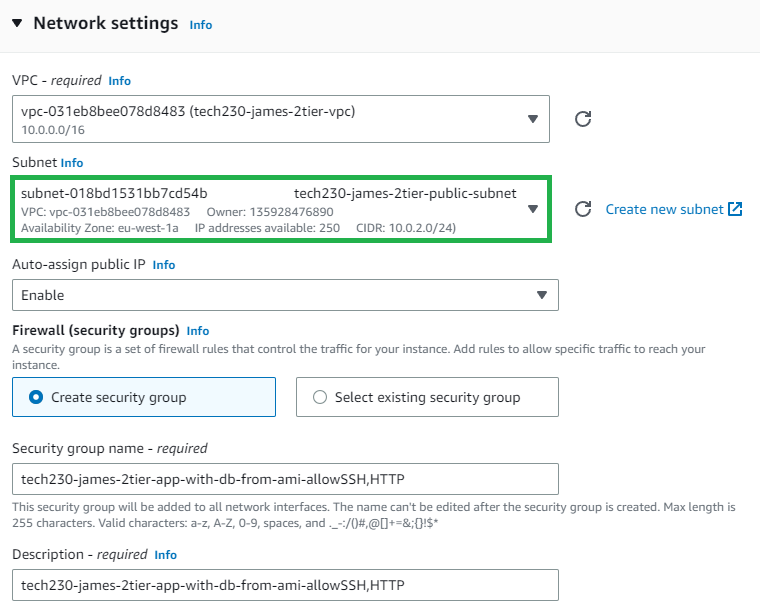 Network settings Info
VPC - required Info
vpc-031eb8bee078d8483 (tech230-james-2tier-vpc)
10.0.0.0/16
Subnet Info
subnet-018bd1531bb7cd54b tech230-james-2tier-public-subnet
VPC: vpc-031eb8bee078d8483 Owner: 135928476890
Availability Zone: eu-west-1a IP addresses available: 250 CIDR: 10.0.2.0/24)
Create new subnet
Auto-assign public IP Info
Enable
Firewall (security groups) Info
A security group is a set of firewall rules that control the traffic for your instance. Add rules to allow specific traffic to reach your
instance.
Create security group Select existing security group
Security group name - required
tech230-james-2tier-app-with-db-from-ami-allowSSH,HTTP
This security group will be added to all network interfaces. The name can't be edited after the security group is created. Max length is
255 characters. Valid characters: a-z, A-Z, 0-9, spaces, and ._-:/()#,@[]+=&;{}!$*
Description - required Info
tech230-james-2tier-app-with-db-from-ami-allowSSH,HTTP